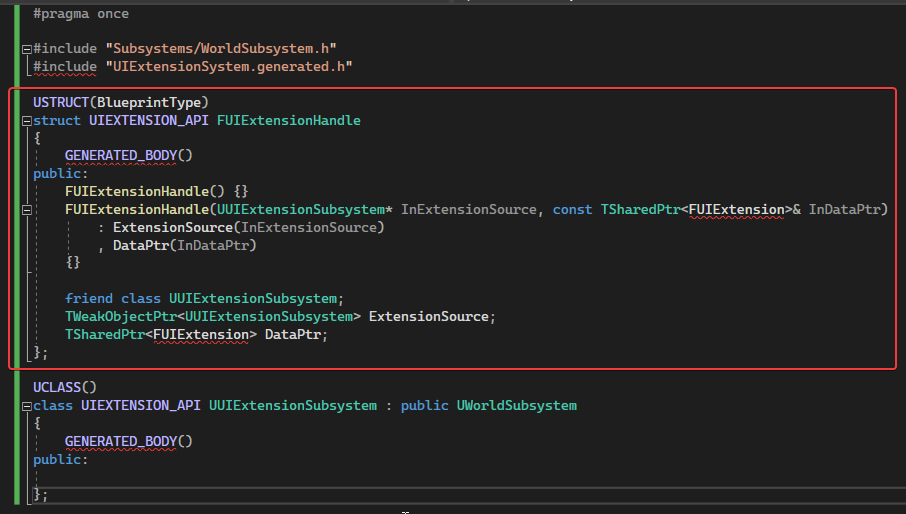 #pragma once
#include "Subsystems/WorldSubsystem.h"
#include "UIExtensionSystem.generated.h"
USTRUCT(BlueprintType)
struct UIEXTENSION_API FUIExtensionHandle
{
GENERATED_BODY()
public:
FUIExtensionHandle() {}
FUIExtensionHandle(UUIExtensionSubsystem* InExtensionSource, const TSharedPtr<FUIExtension>& InDataPtr)
: ExtensionSource(InExtensionSource)
, DataPtr(InDataPtr)
{}
friend class UUIExtensionSubsystem;
TWeakObjectPtr<UUIExtensionSubsystem> ExtensionSource;
TSharedPtr<FUIExtension> DataPtr;
};
UCLASS()
class UIEXTENSION_API UUIExtensionSubsystem : public UWorldSubsystem
{
GENERATED_BODY()
public:
};